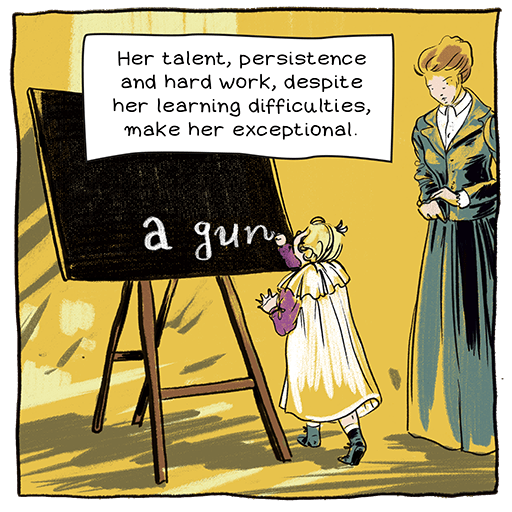 Her talent, persistence
and hard work, despite
her learning difficulties,
make her exceptional.
a gun